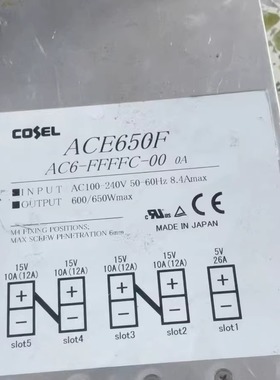 COSEL
ACE650F
AC6-FFFFC-00 0A
INPUT AC100-240V 50-60Hz 8.4Amax
OUTPUT 600/650Wmax
M4 FIXING POSITIONS;
MAX SCREW PENETRATION 6mm
c RU us CE
MADE IN JAPAN
15V 15V 15V 15V 5V
10A(12A) 10A(12A) 10A(12A) 10A(12A) 26A
+ + + + +
− − − − −
slot5 slot4 slot3 slot2 slot1